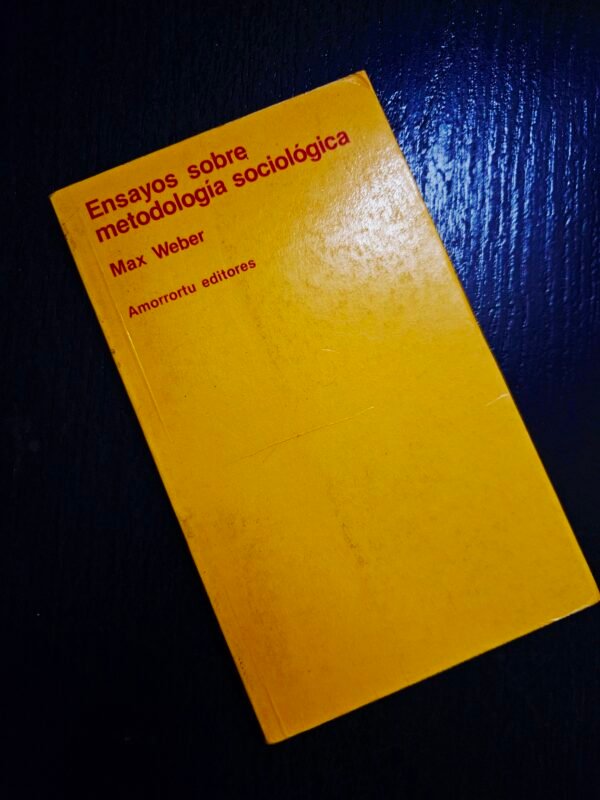 Ensayos sobre
metodología sociológica
Max Weber
Amorrortu editores